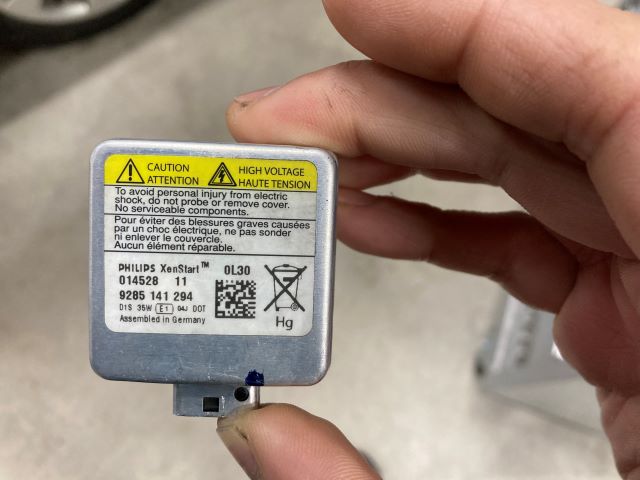 CAUTION
ATTENTION
HIGH VOLTAGE
HAUTE TENSION
To avoid personal injury from electric
shock, do not probe or remove cover.
No serviceable components.
Pour éviter des blessures graves causées
par un choc électrique, ne pas sonder
ni enlever le couvercle.
Aucun élément réparable.
PHILIPS XenStart™ 0L30
014528 11
9285 141 294
D1S 35W E1 04J DOT
Assembled in Germany
Hg